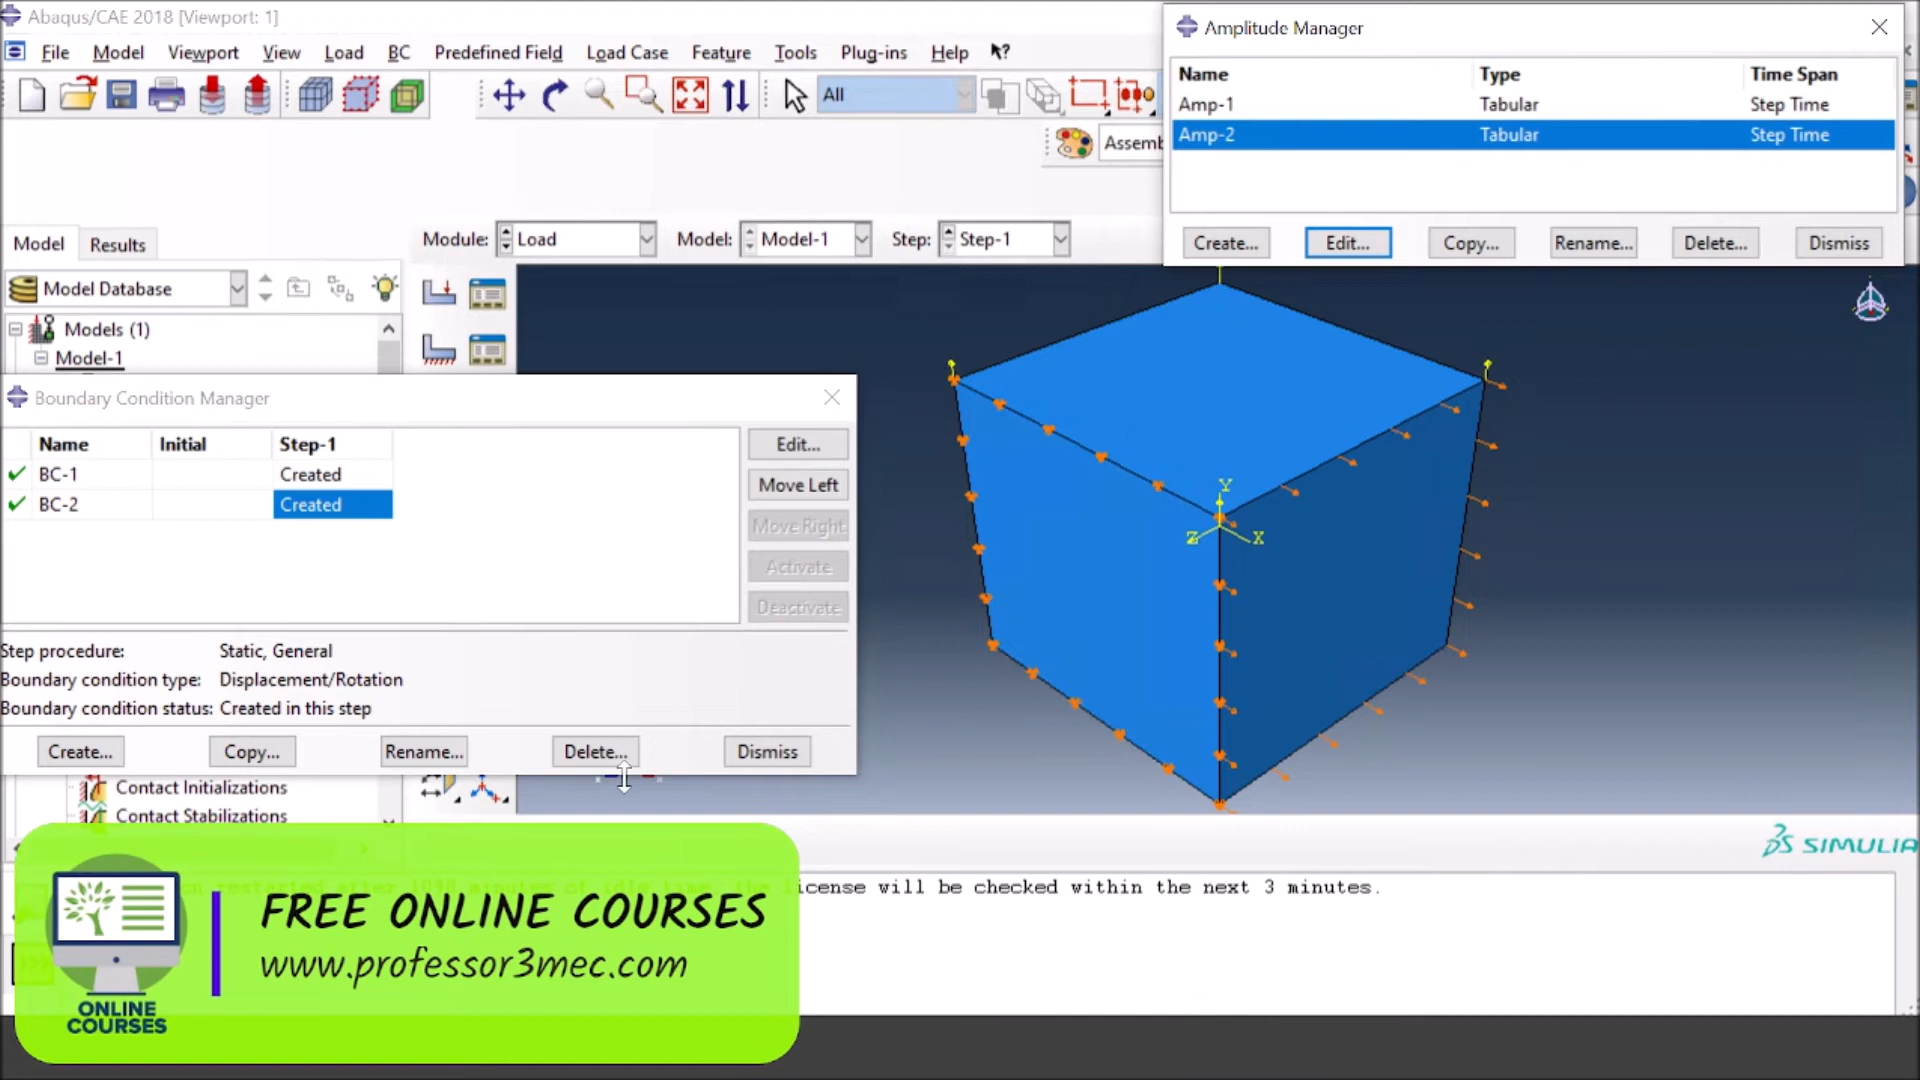 Abaqus/CAE 2018 [Viewport: 1]
File Model Viewport View Load BC Predefined Field Load Case Feature Tools Plug-ins Help
All
Assemb
Module: Load Model: Model-1 Step: Step-1
Amplitude Manager
Name Type Time Span
Amp-1 Tabular Step Time
Amp-2 Tabular Step Time
Create... Edit... Copy... Rename... Delete... Dismiss
Model Results
Model Database
Models (1)
Model-1
Boundary Condition Manager
Name Initial Step-1
BC-1 Created
BC-2 Created
Edit...
Move Left
Move Right
Activate
Deactivate
Step procedure: Static, General
Boundary condition type: Displacement/Rotation
Boundary condition status: Created in this step
Create... Copy... Rename... Delete... Dismiss
Contact Initializations
Contact Stabilizations
Y
Z X
SIMULIA
restarted after idle time, the license will be checked within the next 3 minutes.
FREE ONLINE COURSES
www.professor3mec.com
ONLINE
COURSES